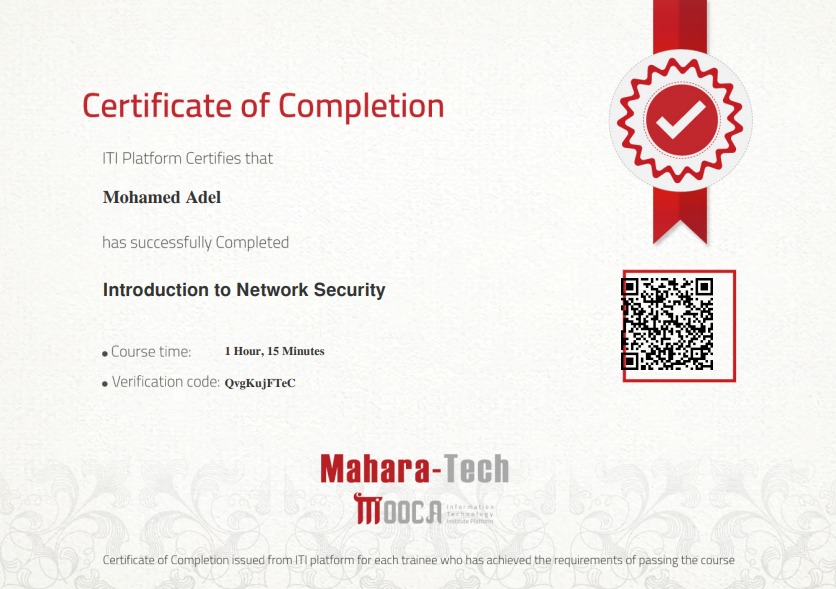 Certificate of Completion
ITI Platform Certifies that
Mohamed Adel
has successfully Completed
Introduction to Network Security
Course time: 1 Hour, 15 Minutes
Verification code: QvgKujFTeC
Mahara-Tech
MOOCA
Information
Technology
Institute Platform
Certificate of Completion issued from ITI platform for each trainee who has achieved the requirements of passing the course